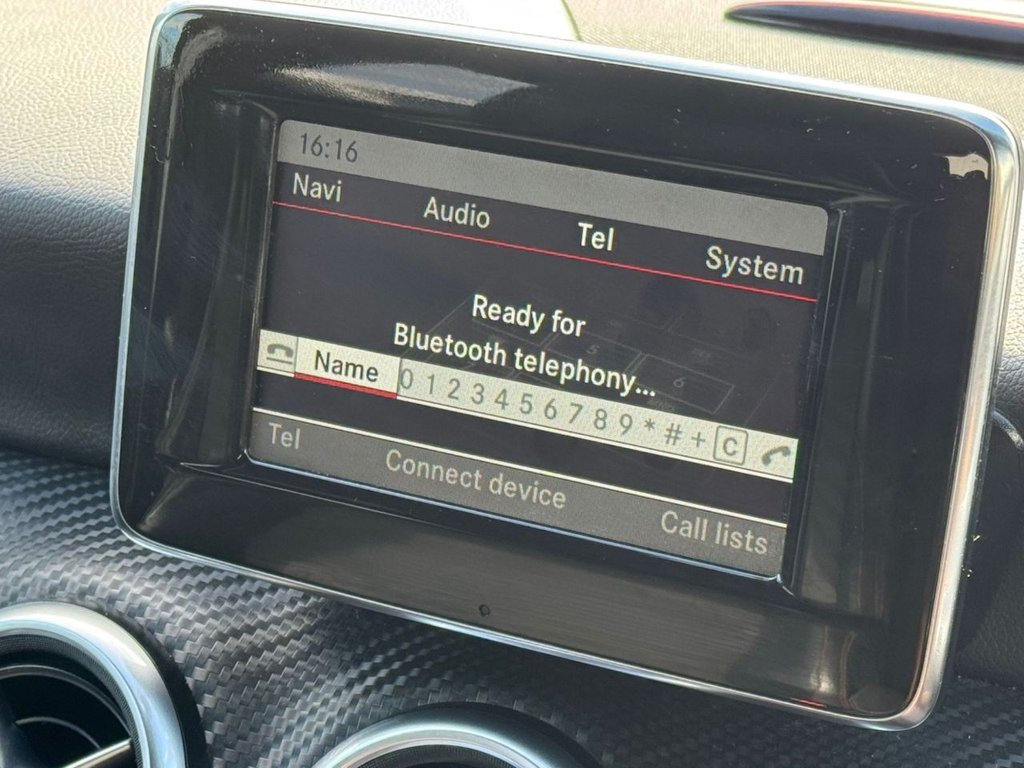 16:16
Navi Audio Tel System
Ready for
Bluetooth telephony...
Name 0 1 2 3 4 5 6 7 8 9 * # + C
Tel Connect device Call lists